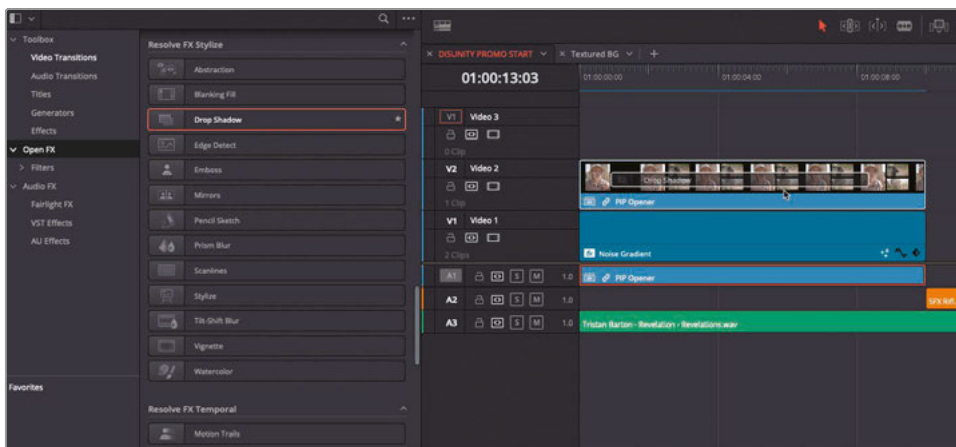 Toolbox
Video Transitions
Audio Transitions
Titles
Generators
Effects
Open FX
Filters
Audio FX
Fairlight FX
VST Effects
AU Effects
Favorites
Resolve FX Stylize
Abstraction
Blanking Fill
Drop Shadow
Edge Detect
Emboss
Mirrors
Pencil Sketch
Prism Blur
Scanlines
Stylize
Tilt-Shift Blur
Vignette
Watercolor
Resolve FX Temporal
Motion Trails
DISUNITY PROMO START
Textured BG
01:00:13:03
01:00:00:00
01:00:04:00
01:00:08:00
V1 Video 3
0 Clip
V2 Video 2
1 Clip
Drop Shadow
PIP Opener
V1 Video 1
2 Clips
Noise Gradient
A1 S M 1.0
PIP Opener
A2 S M 1.0
A3 S M 1.0
Tristan Barton - Revelation - Revelations.wav